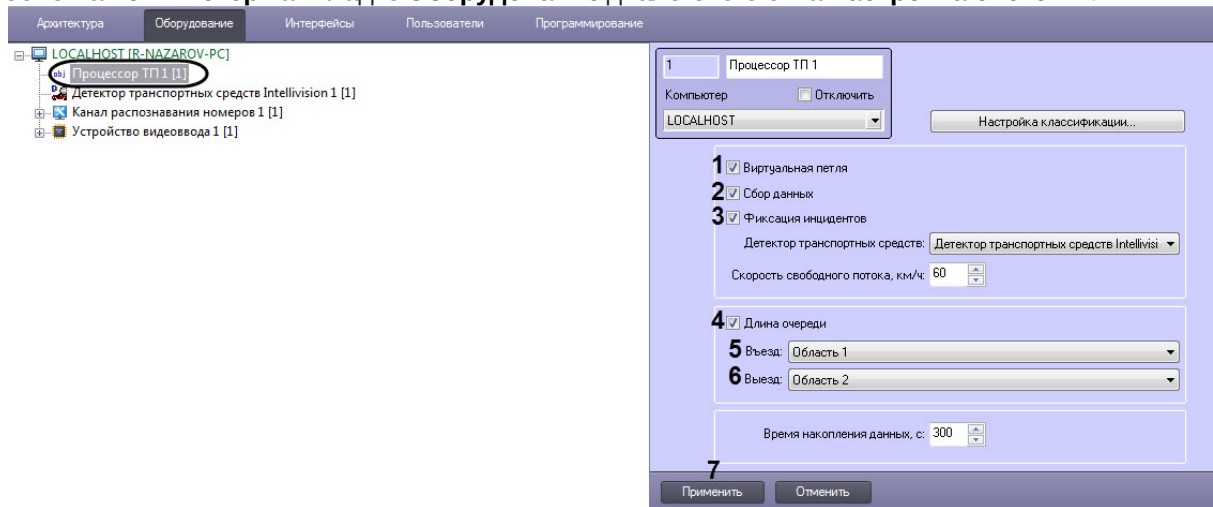 Архитектура Оборудование Интерфейсы Пользователи Программирование
LOCALHOST [R-NAZAROV-PC]
Процессор ТП 1 [1]
Детектор транспортных средств Intellivision 1 [1]
Канал распознавания номеров 1 [1]
Устройство видеоввода 1 [1]
1 Процессор ТП 1
Компьютер Отключить
LOCALHOST Настройка классификации...
1 Виртуальная петля
2 Сбор данных
3 Фиксация инцидентов
Детектор транспортных средств: Детектор транспортных средств Intellivisi
Скорость свободного потока, км/ч: 60
4 Длина очереди
5 Въезд: Область 1
6 Выезд: Область 2
Время накопления данных, с: 300
7
Применить Отменить